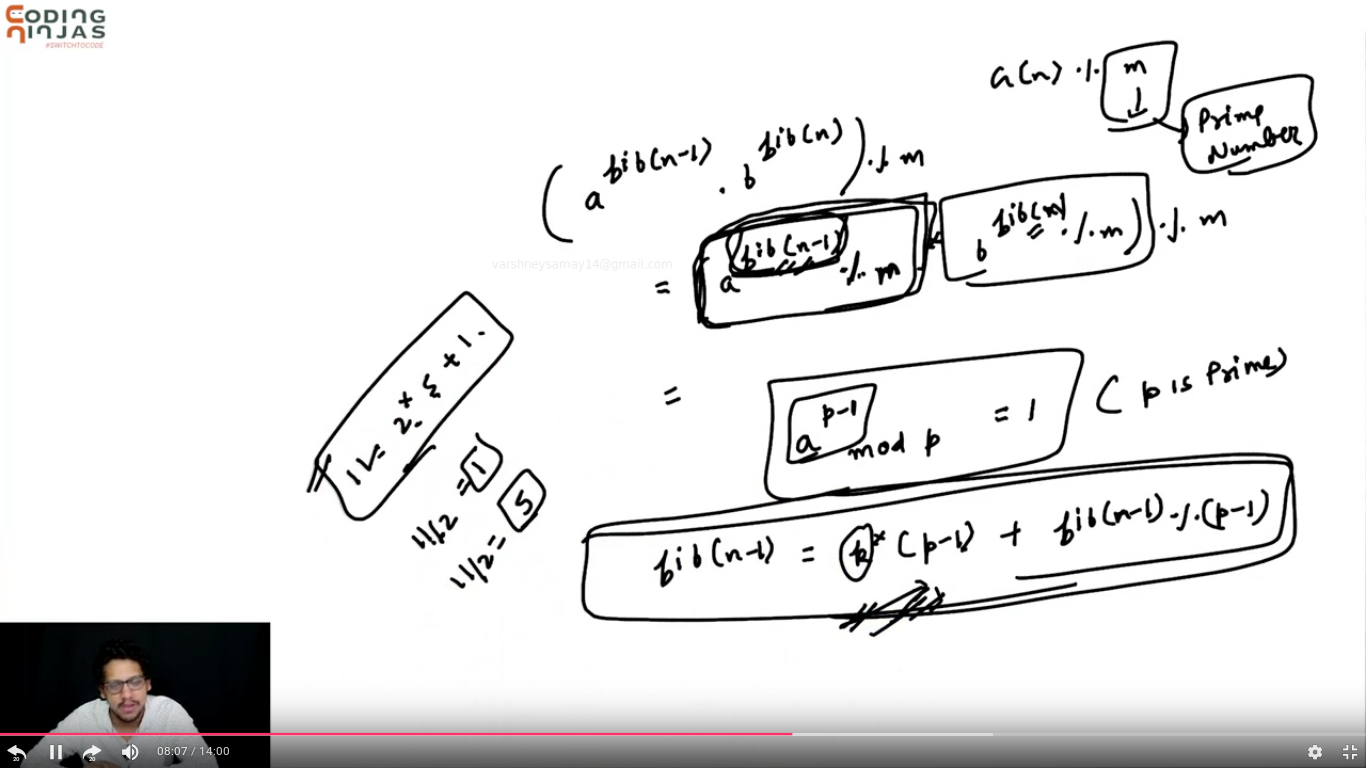 CODING
NINJAS
#SWITCHTOCODE
a(n) % m
↓
Prime
Number
(a^fib(n-1) . b^fib(n)) % m
varshneysamay14@gmail.com
= a^fib(n-1) % m * b^fib(n) % m) % m
= a^p-1 mod p = 1 (p is Prime)
11 = 2 * 5 + 1.
11%2 = 1
11/2 = 5
fib(n-1) = k * (p-1) + fib(n-1) % (p-1)
20
20
08:07 / 14:00